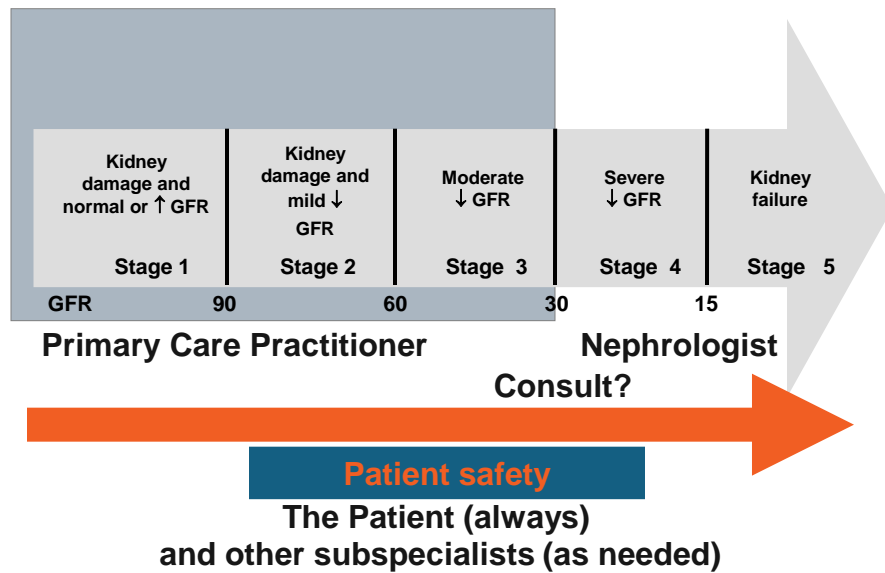 Kidney
damage and
normal or ↑ GFR
Stage 1
Kidney
damage and
mild ↓
GFR
Stage 2
Moderate
↓ GFR
Stage 3
Severe
↓ GFR
Stage 4
Kidney
failure
Stage 5
GFR 90 60 30 15
Primary Care Practitioner
Nephrologist
Consult?
Patient safety
The Patient (always)
and other subspecialists (as needed)